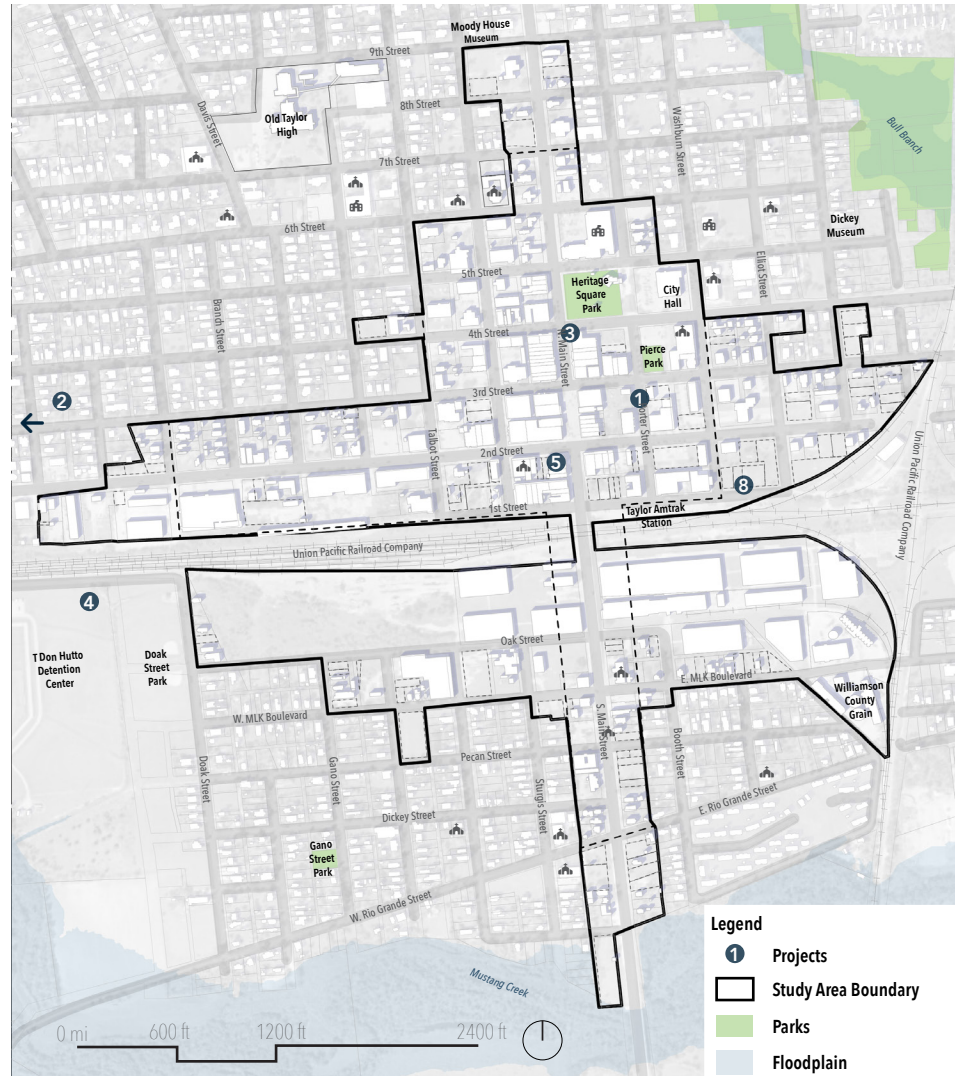 Moody House
Museum
9th Street
Davis Street
8th Street
Old Taylor
High
Washburn Street
Bull Branch
7th Street
6th Street
Dickey
Museum
5th Street
Elliot Street
Heritage
Square
Park
City
Hall
Branch Street
4th Street
3
N. Main Street
Pierce
Park
2
3rd Street
1
Porter Street
Talbot Street
2nd Street
5
8
Union Pacific Railroad Company
1st Street
Taylor Amtrak
Station
Union Pacific Railroad Company
4
T Don Hutto
Detention
Center
Doak
Street
Park
Oak Street
E. MLK Boulevard
Williamson
County
Grain
W. MLK Boulevard
S. Main Street
Pecan Street
Booth Street
Doak Street
Gano Street
Sturgis Street
E. Rio Grande Street
Dickey Street
Gano
Street
Park
W. Rio Grande Street
Mustang Creek
Legend
1 Projects
Study Area Boundary
Parks
Floodplain
0 mi 600 ft 1200 ft 2400 ft